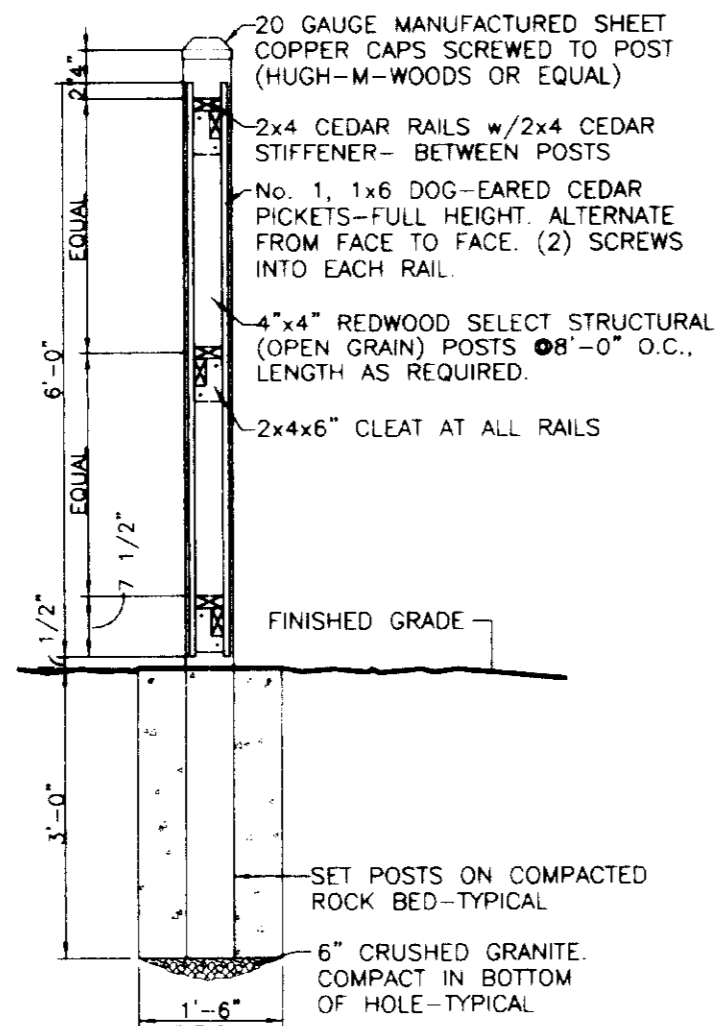 20 GAUGE MANUFACTURED SHEET
COPPER CAPS SCREWED TO POST
(HUGH-M-WOODS OR EQUAL)
2x4 CEDAR RAILS w/2x4 CEDAR
STIFFENER- BETWEEN POSTS
No. 1, 1x6 DOG-EARED CEDAR
PICKETS-FULL HEIGHT. ALTERNATE
FROM FACE TO FACE. (2) SCREWS
INTO EACH RAIL.
4"x4" REDWOOD SELECT STRUCTURAL
(OPEN GRAIN) POSTS @8'-0" O.C.,
LENGTH AS REQUIRED.
2x4x6" CLEAT AT ALL RAILS
2"
4"
EQUAL
6'-0"
EQUAL
7 1/2"
1/2"
FINISHED GRADE
3'-0"
SET POSTS ON COMPACTED
ROCK BED-TYPICAL
6" CRUSHED GRANITE.
COMPACT IN BOTTOM
OF HOLE-TYPICAL
1'-6"